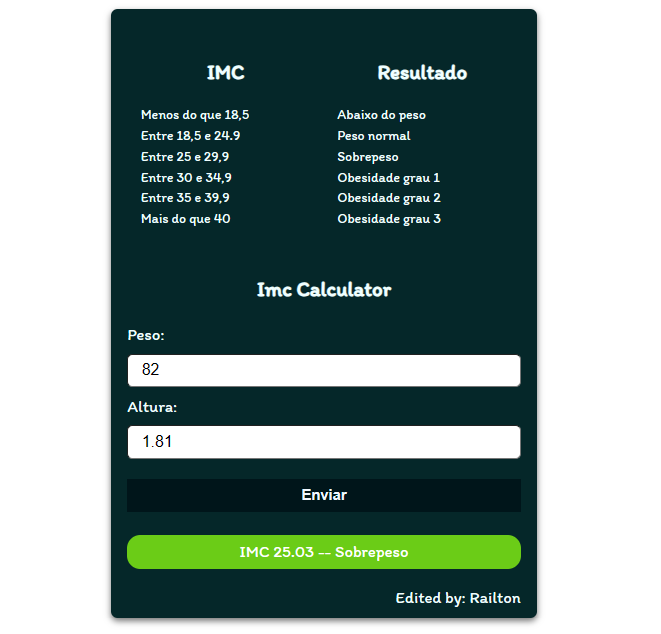 IMC Resultado
Menos do que 18,5 Abaixo do peso
Entre 18,5 e 24.9 Peso normal
Entre 25 e 29,9 Sobrepeso
Entre 30 e 34,9 Obesidade grau 1
Entre 35 e 39,9 Obesidade grau 2
Mais do que 40 Obesidade grau 3
Imc Calculator
Peso:
82
Altura:
1.81
Enviar
IMC 25.03 -- Sobrepeso
Edited by: Railton